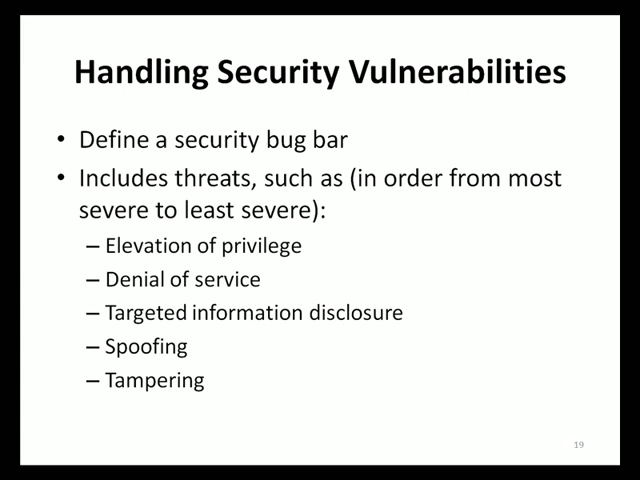 Handling Security Vulnerabilities
• Define a security bug bar
• Includes threats, such as (in order from most
severe to least severe):
– Elevation of privilege
– Denial of service
– Targeted information disclosure
– Spoofing
– Tampering
19